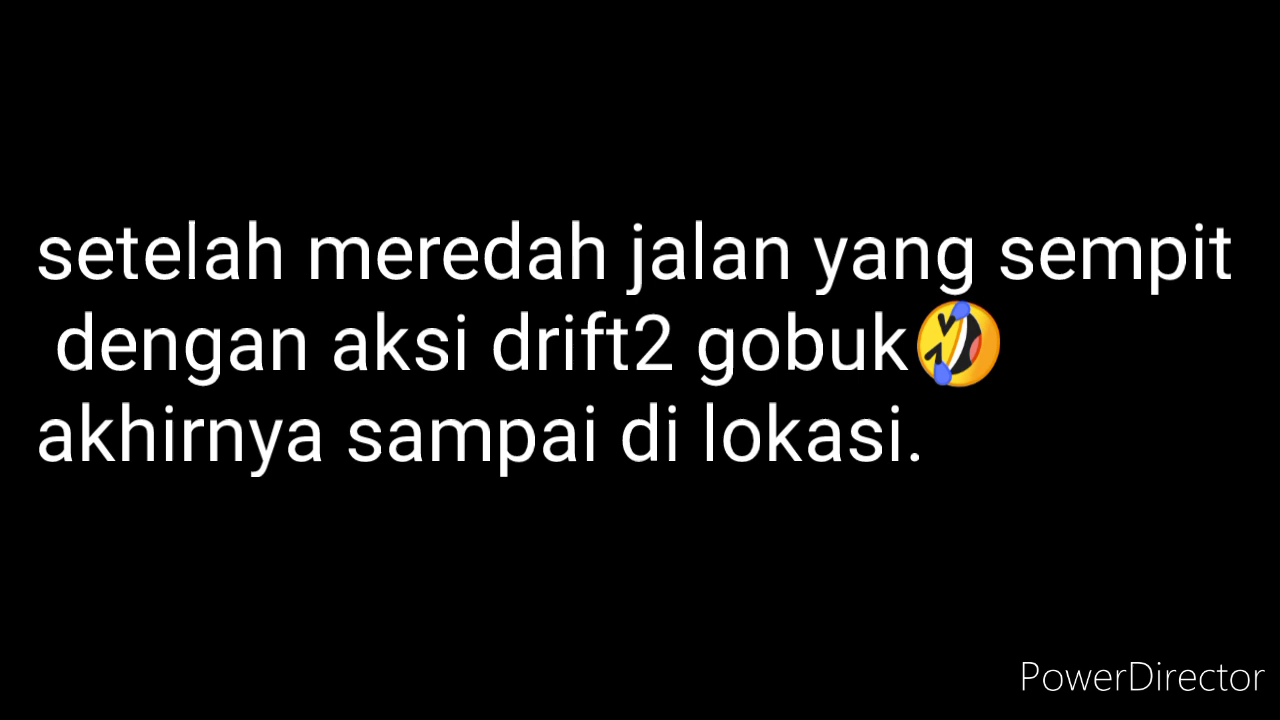 setelah meredah jalan yang sempit
dengan aksi drift2 gobuk🤣
akhirnya sampai di lokasi.
PowerDirector